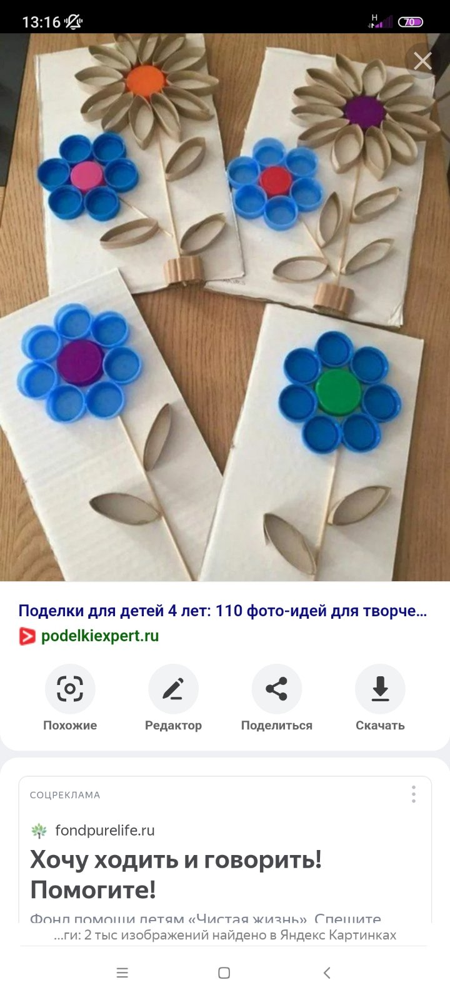 13:16
H
70
Поделки для детей 4 лет: 110 фото-идей для творче...
podelkiexpert.ru
Похожие
Редактор
Поделиться
Скачать
СОЦРЕКЛАМА
fondpurelife.ru
Хочу ходить и говорить!
Помогите!
Фонд помощи детям «Чистая жизнь». Спешите
...ги: 2 тыс изображений найдено в Яндекс Картинках